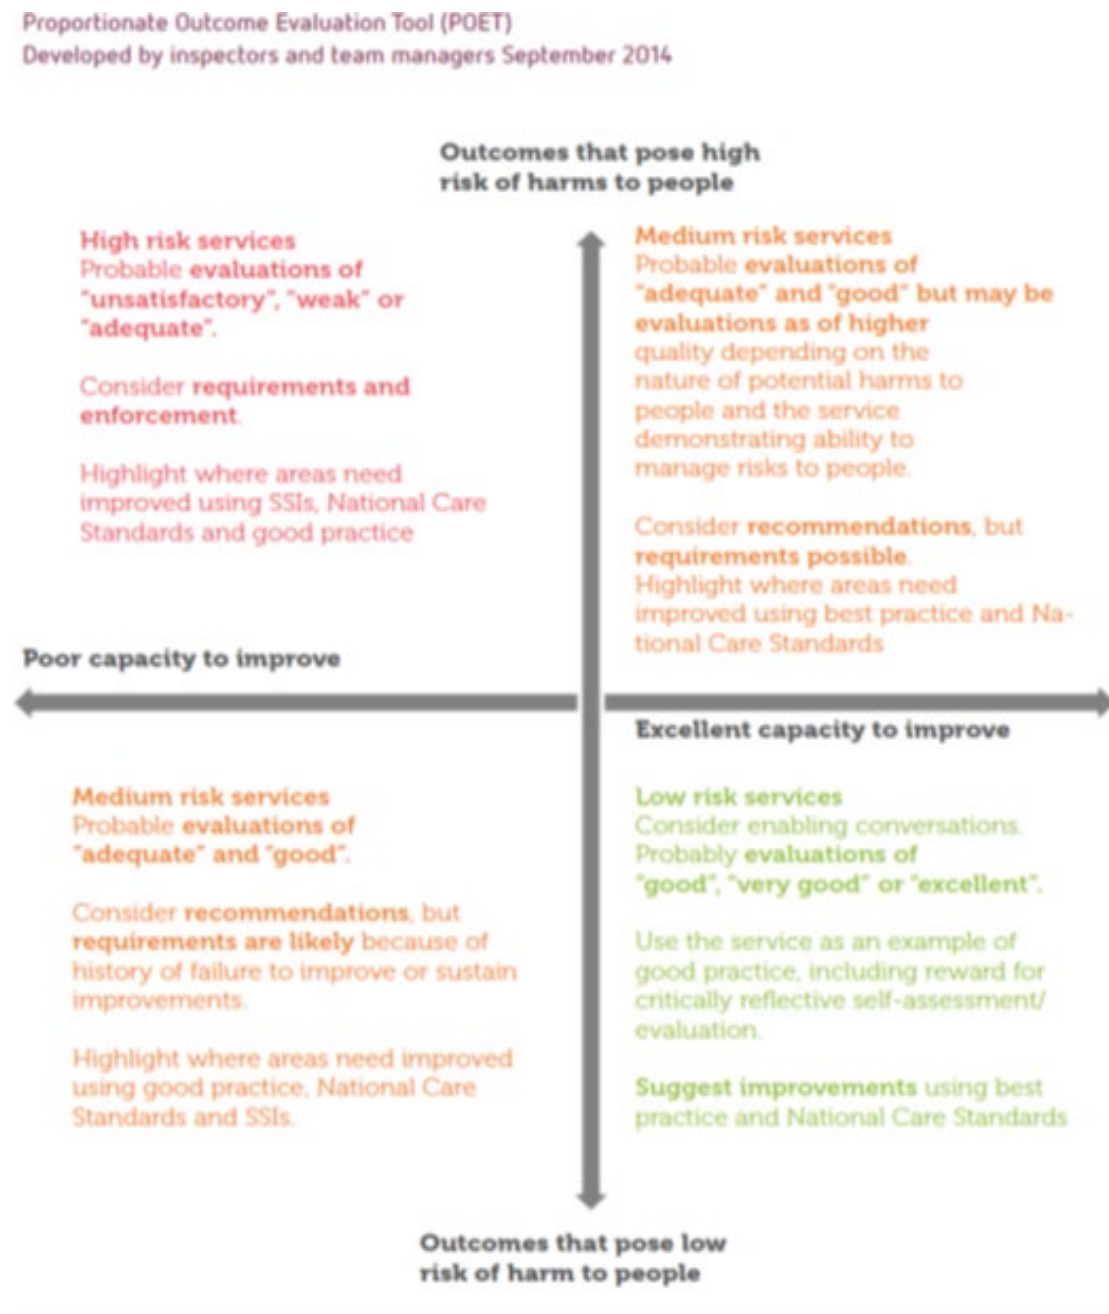 Proportionate Outcome Evaluation Tool (POET)
Developed by inspectors and team managers September 2014
Outcomes that pose high
risk of harms to people
High risk services
Probable evaluations of
"unsatisfactory", "weak" or
"adequate".
Consider requirements and
enforcement.
Highlight where areas need
improved using SSIs, National Care
Standards and good practice
Medium risk services
Probable evaluations of
"adequate" and "good" but may be
evaluations as of higher
quality depending on the
nature of potential harms to
people and the service
demonstrating ability to
manage risks to people.
Consider recommendations, but
requirements possible.
Highlight where areas need
improved using best practice and Na-
tional Care Standards
Poor capacity to improve
Excellent capacity to improve
Medium risk services
Probable evaluations of
"adequate" and "good".
Consider recommendations, but
requirements are likely because of
history of failure to improve or sustain
improvements.
Highlight where areas need improved
using good practice, National Care
Standards and SSIs.
Low risk services
Consider enabling conversations.
Probably evaluations of
"good", "very good" or "excellent".
Use the service as an example of
good practice, including reward for
critically reflective self-assessment/
evaluation.
Suggest improvements using best
practice and National Care Standards
Outcomes that pose low
risk of harm to people